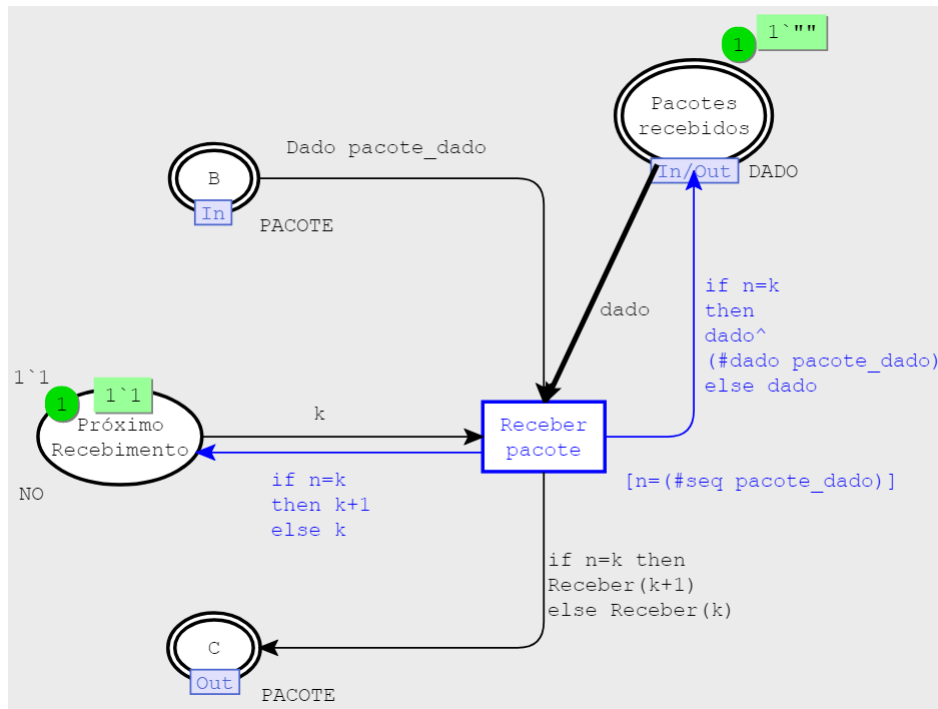 1
1`""
Pacotes
recebidos
In/Out
DADO
Dado pacote_dado
B
In
PACOTE
dado
if n=k
then
dado^
(#dado pacote_dado)
else dado
1`1
1
1`1
Próximo
Recebimento
NO
k
if n=k
then k+1
else k
Receber
pacote
[n=(#seq pacote_dado)]
if n=k then
Receber(k+1)
else Receber(k)
C
Out
PACOTE